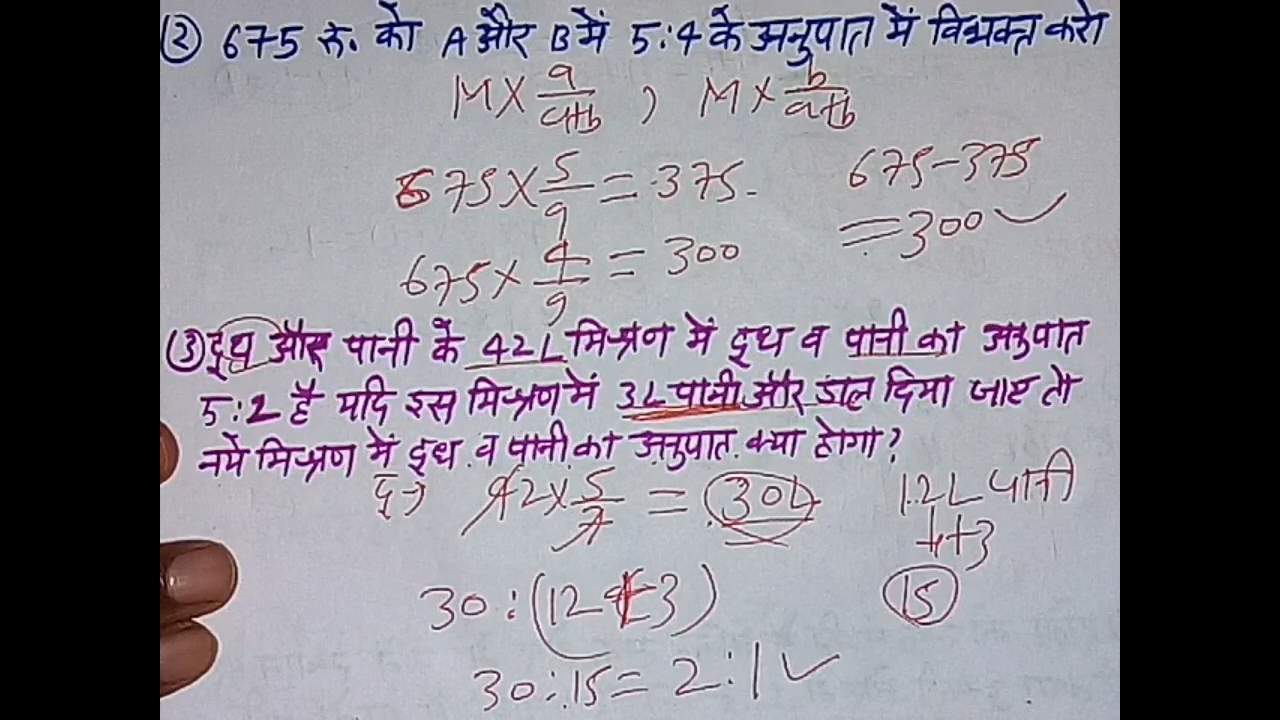 (2) 675 रु. को A और B में 5:4 के अनुपात में विभक्त करो
M × a/a+b , M × b/a+b
675 × 5/9 = 375. 675-375
= 300 ✓
675 × 4/9 = 300
(3) दूध और पानी के 42L मिश्रण में दूध व पानी का अनुपात
5:2 है यदि इस मिश्रण में 3L पानी और डाल दिया जाए तो
नये मिश्रण में दूध व पानी का अनुपात क्या होगा?
दू→ 42 × 5/7 = 30L 12L पानी
++3
30 : (12+3) 15
30:15 = 2:1 ✓